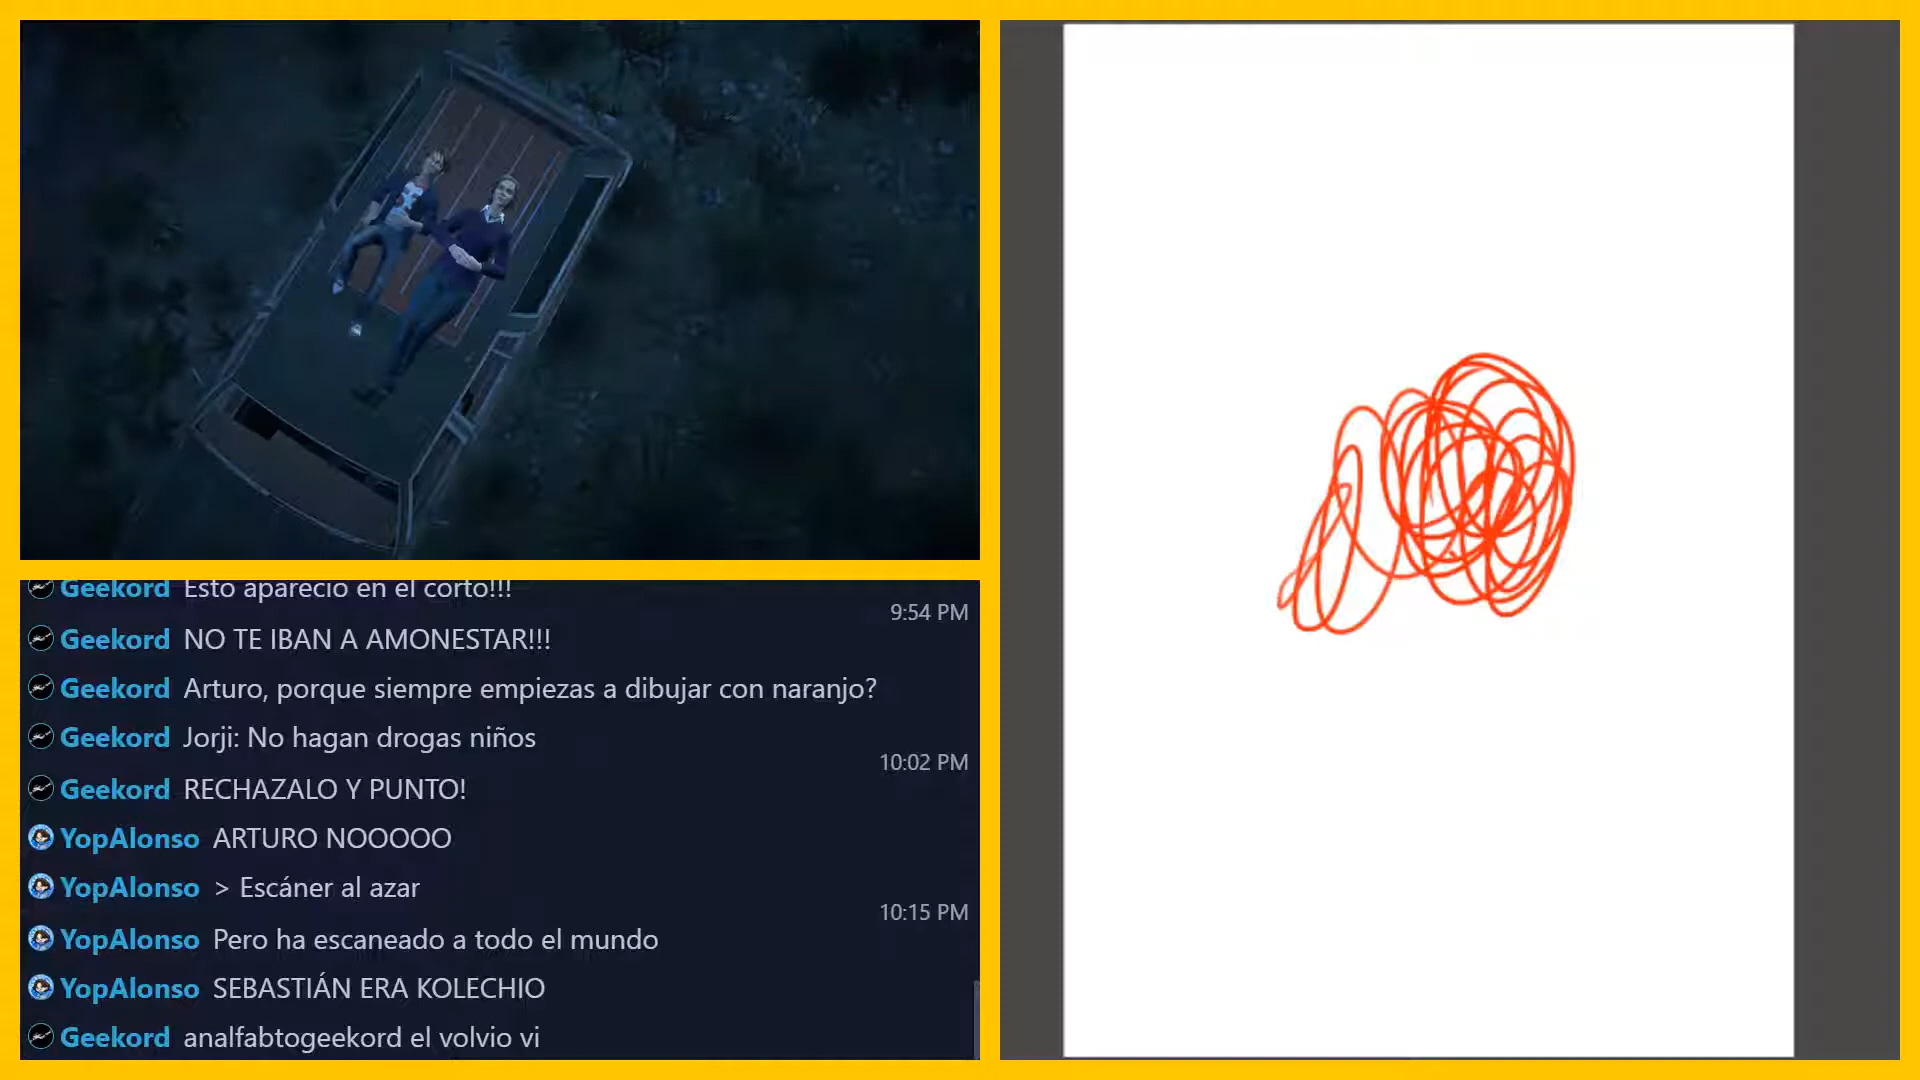 Geekord Esto apareció en el corto!!!
9:54 PM
Geekord NO TE IBAN A AMONESTAR!!!
Geekord Arturo, porque siempre empiezas a dibujar con naranjo?
Geekord Jorji: No hagan drogas niños
10:02 PM
Geekord RECHAZALO Y PUNTO!
YopAlonso ARTURO NOOOOO
YopAlonso > Escáner al azar
10:15 PM
YopAlonso Pero ha escaneado a todo el mundo
YopAlonso SEBASTIÁN ERA KOLECHIO
Geekord analfabtogeekord el volvio vi